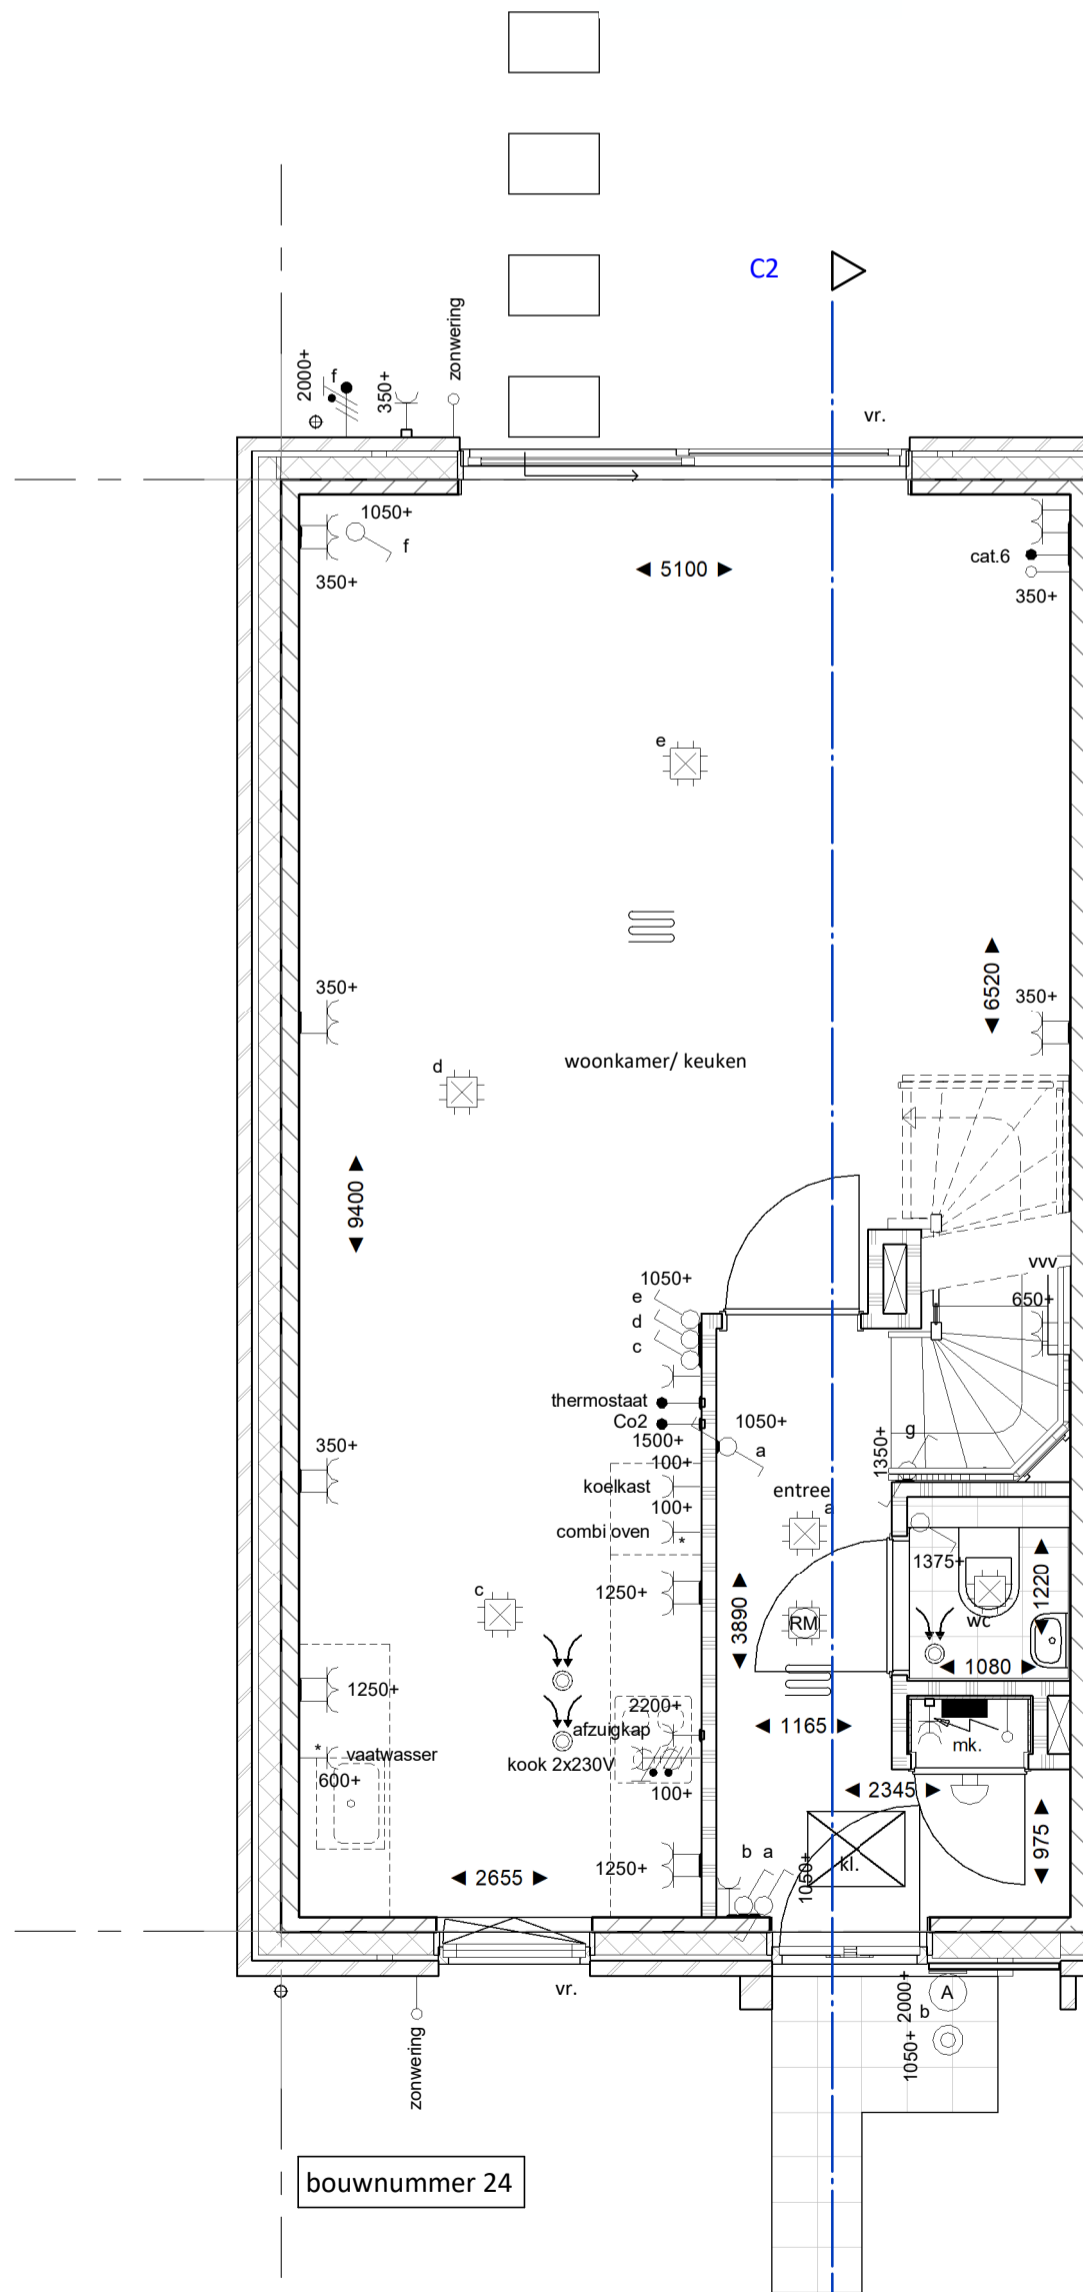 C2
zonwering
2000+
f
350+
vr.
1050+
f
350+
cat.6
350+
◄ 5100 ►
e
◄ 6520 ►
350+
350+
woonkamer/ keuken
d
◄ 9400 ►
vvv
650+
1050+
e
d
c
thermostaat
Co2
1500+
1050+
a
g
1350+
350+
100+
koelkast
100+
combi oven
*
entree
a
1375+
1250+
c
◄ 3890 ►
RM
wc
◄ 1220 ►
◄ 1080 ►
1250+
2200+
afzuigkap
◄ 1165 ►
mk.
*
vaatwasser
kook 2x230V
600+
100+
◄ 2345 ►
kl.
◄ 975 ►
1250+
◄ 2655 ►
b a
1050+
vr.
2000+
A
b
1050+
zonwering
bouwnummer 24